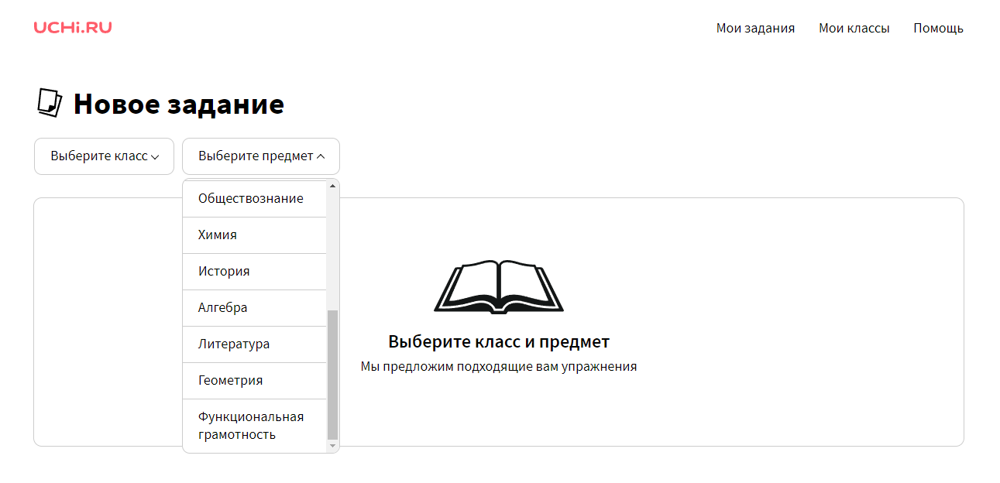 UCHi.RU
Мои задания
Мои классы
Помощь
Новое задание
Выберите класс
Выберите предмет
Обществознание
Химия
История
Алгебра
Литература
Геометрия
Функциональная
грамотность
Выберите класс и предмет
Мы предложим подходящие вам упражнения